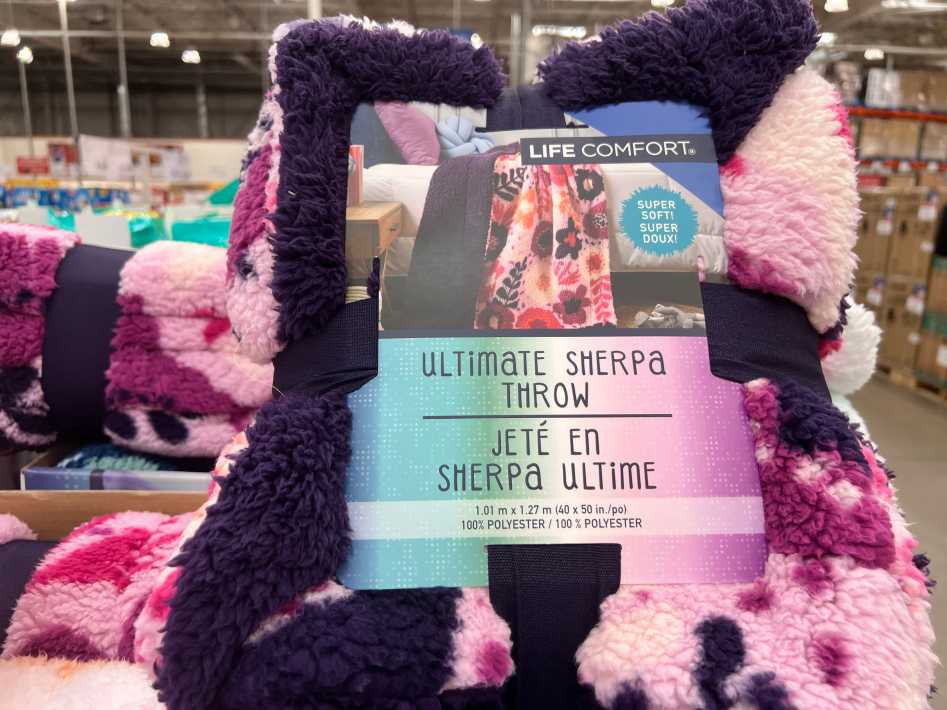 LIFE COMFORT®
SUPER
SOFT!
SUPER
DOUX!
ULTIMATE SHERPA
THROW
JETÉ EN
SHERPA ULTIME
1.01 m x 1.27 m (40 x 50 in./po)
100% POLYESTER / 100 % POLYESTER